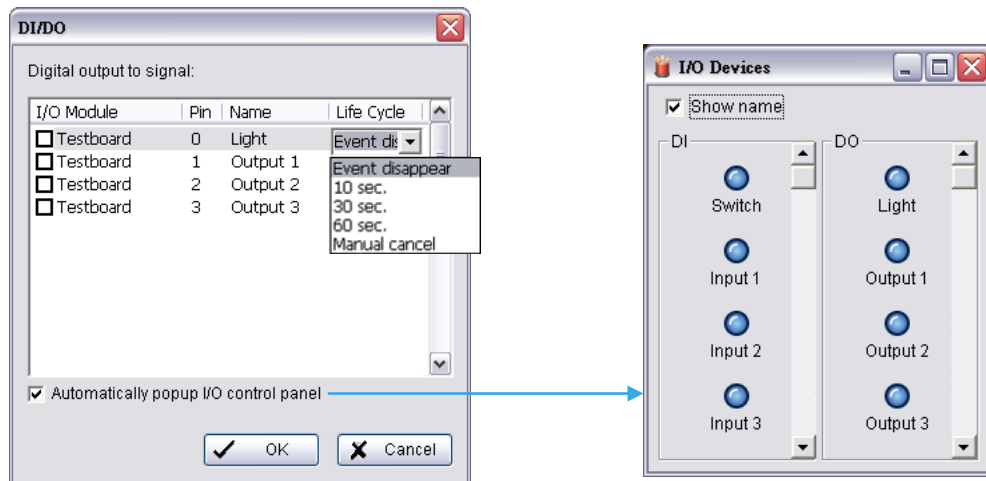 DI/DO
Digital output to signal:
I/O Module Pin Name Life Cycle
Testboard 0 Light Event dis
Testboard 1 Output 1
Testboard 2 Output 2
Testboard 3 Output 3
Event disappear
10 sec.
30 sec.
60 sec.
Manual cancel
Automatically popup I/O control panel
OK Cancel
I/O Devices
Show name
DI DO
Switch Light
Input 1 Output 1
Input 2 Output 2
Input 3 Output 3